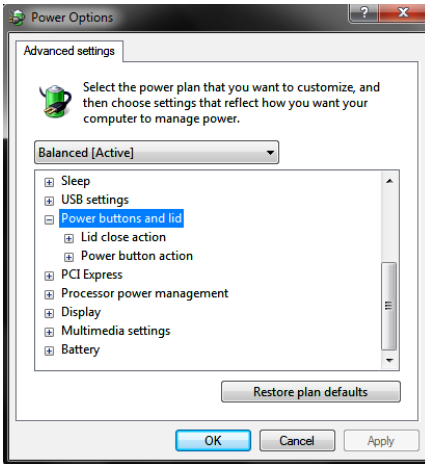 Power Options
Advanced settings
Select the power plan that you want to customize, and
then choose settings that reflect how you want your
computer to manage power.
Balanced [Active]
Sleep
USB settings
Power buttons and lid
Lid close action
Power button action
PCI Express
Processor power management
Display
Multimedia settings
Battery
Restore plan defaults
OK Cancel Apply